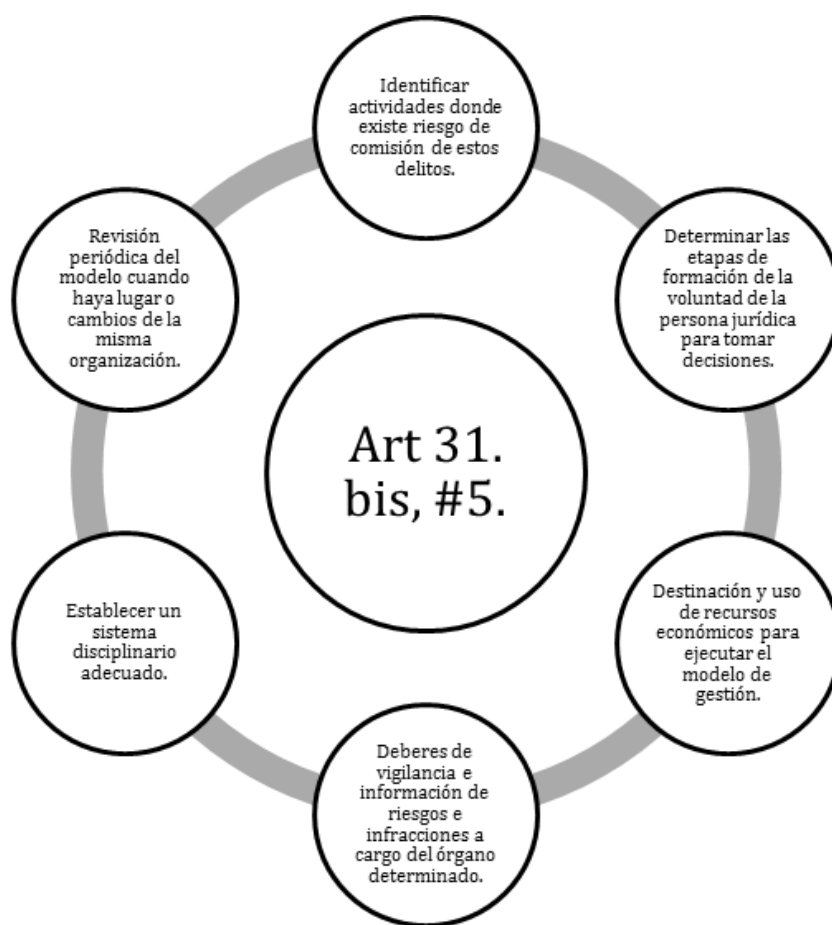 Identificar
actividades donde
existe riesgo de
comisión de estos
delitos.
Determinar las
etapas de
formación de la
voluntad de la
persona jurídica
para tomar
decisiones.
Destinación y uso
de recursos
económicos para
ejecutar el
modelo de
gestión.
Deberes de
vigilancia e
información de
riesgos e
infracciones a
cargo del órgano
determinado.
Establecer un
sistema
disciplinario
adecuado.
Revisión
periódica del
modelo cuando
haya lugar o
cambios de la
misma
organización.
Art 31.
bis, #5.